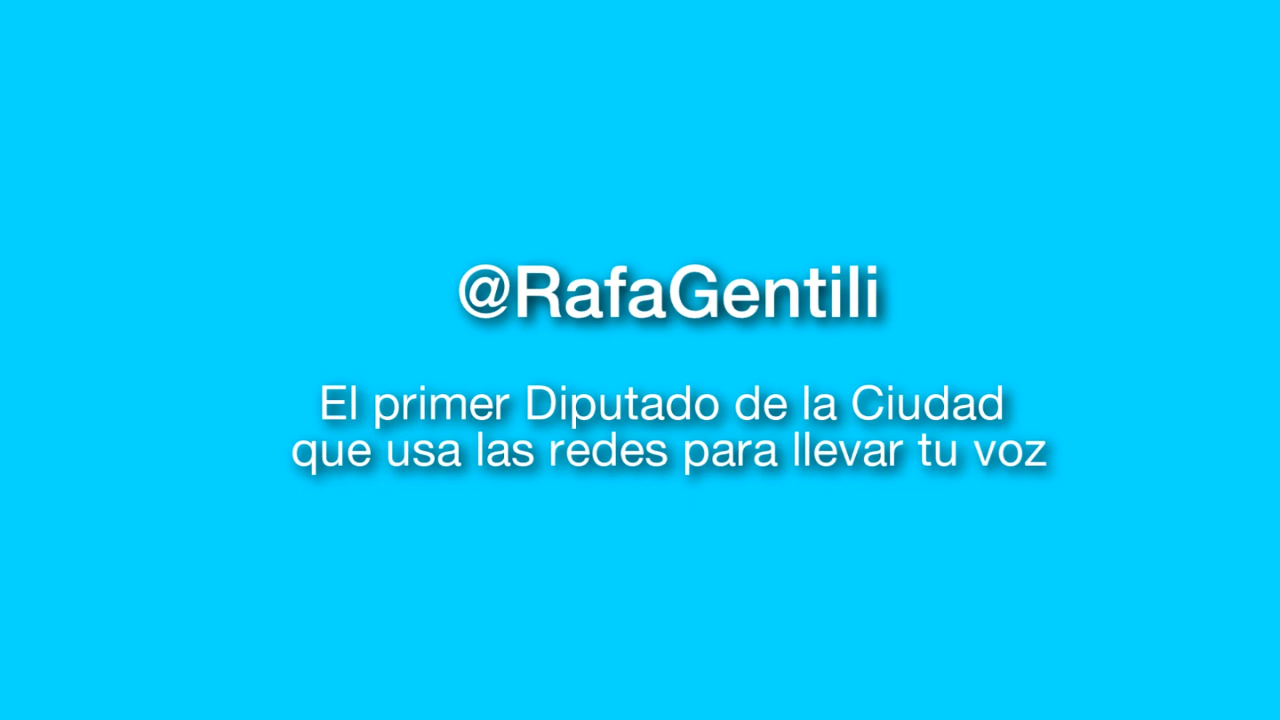 @RafaGentili
El primer Diputado de la Ciudad
que usa las redes para llevar tu voz